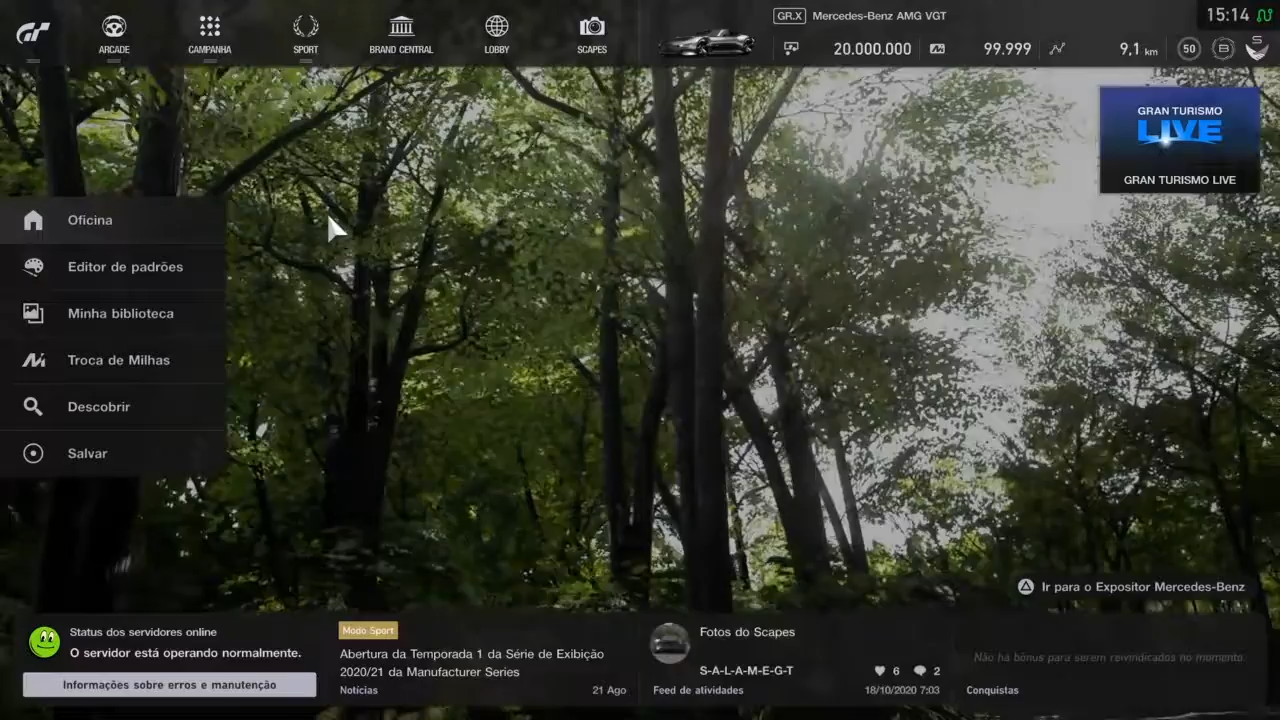 ARCADE
CAMPANHA
SPORT
BRAND CENTRAL
LOBBY
SCAPES
GR.X Mercedes-Benz AMG VGT
15:14
20.000.000
99.999
9,1 km
50
B
S
GRAN TURISMO
LIVE
GRAN TURISMO LIVE
Oficina
Editor de padrões
Minha biblioteca
Troca de Milhas
Descobrir
Salvar
Ir para o Expositor Mercedes-Benz
Status dos servidores online
O servidor está operando normalmente.
Informações sobre erros e manutenção
Modo Sport
Abertura da Temporada 1 da Série de Exibição
2020/21 da Manufacturer Series
Notícias
21 Ago
Fotos do Scapes
S-A-L-A-M-E-G-T
6
2
Feed de atividades
18/10/2020 7:03
Não há bônus para serem reivindicados no momento.
Conquistas